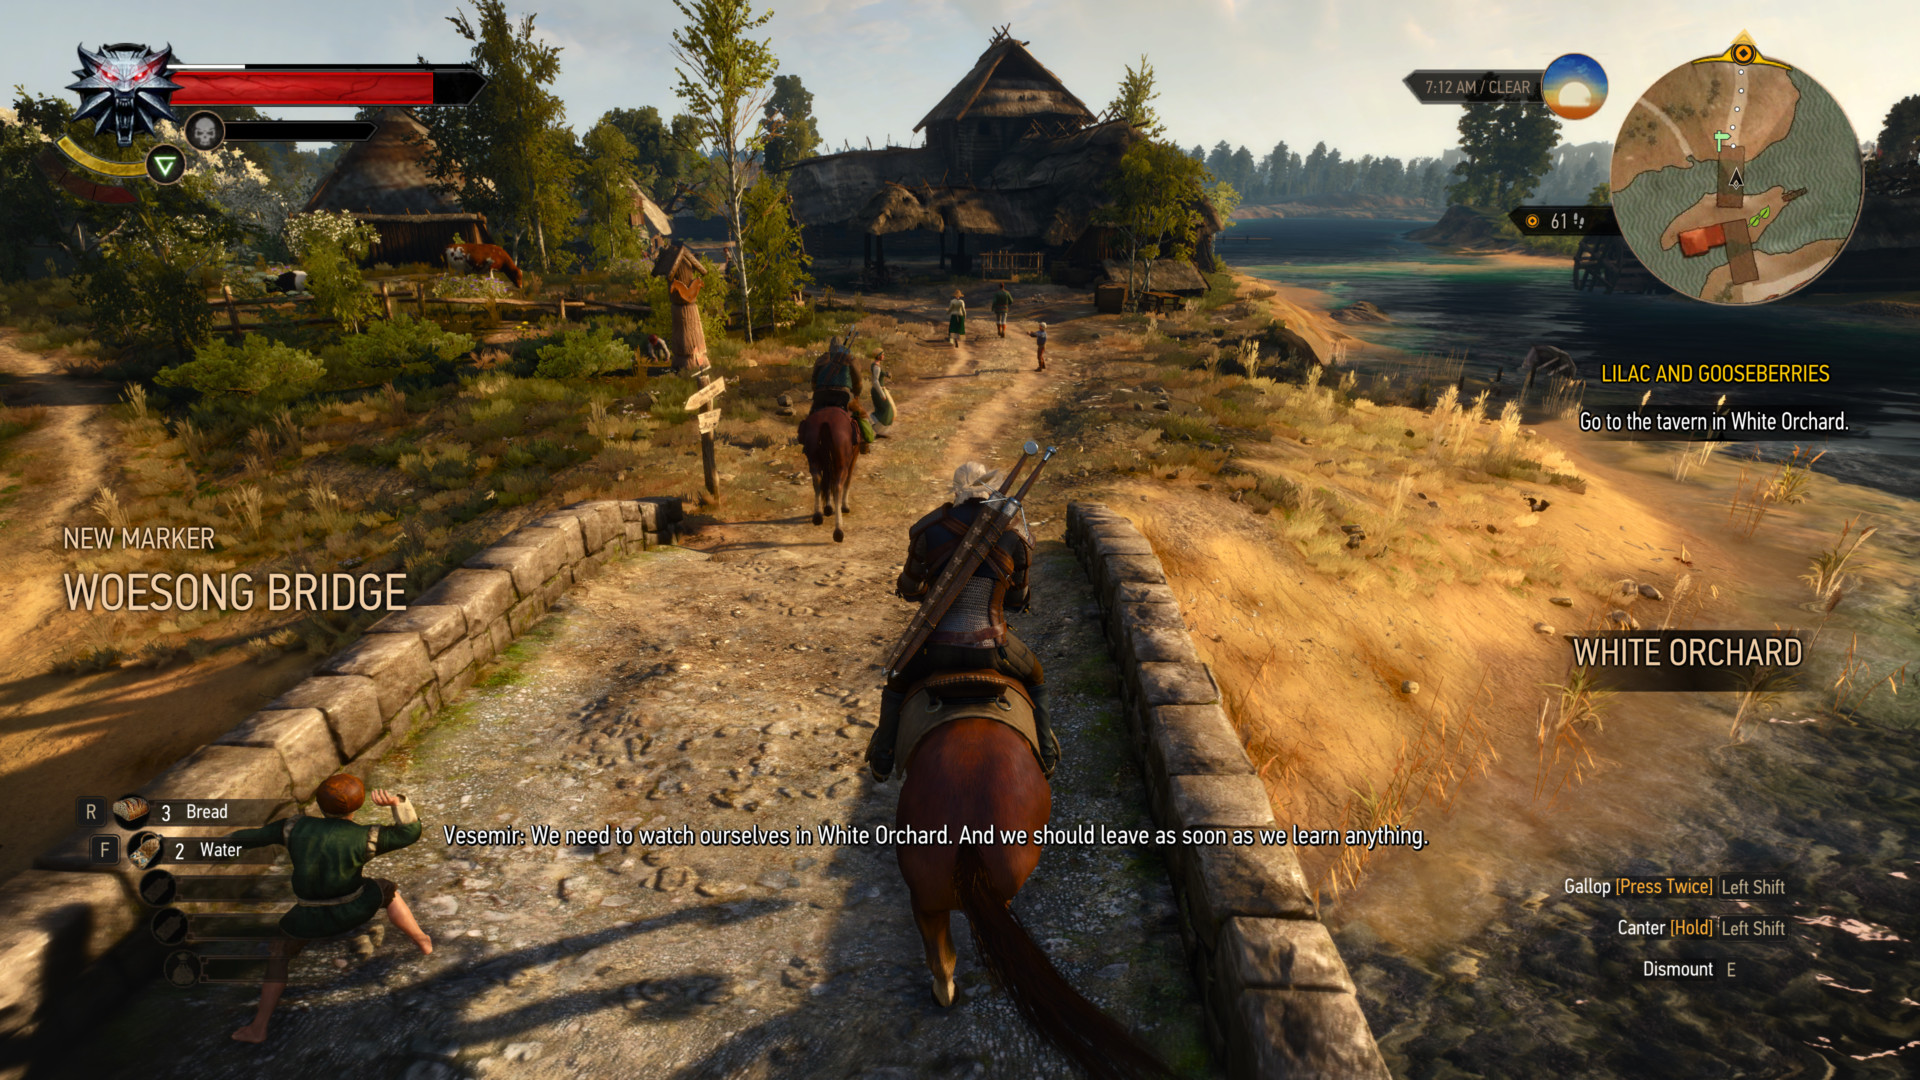 7:12 AM / CLEAR
61
LILAC AND GOOSEBERRIES
Go to the tavern in White Orchard.
NEW MARKER
WOESONG BRIDGE
WHITE ORCHARD
R 3 Bread
F 2 Water
Vesemir: We need to watch ourselves in White Orchard. And we should leave as soon as we learn anything.
Gallop [Press Twice] Left Shift
Canter [Hold] Left Shift
Dismount E